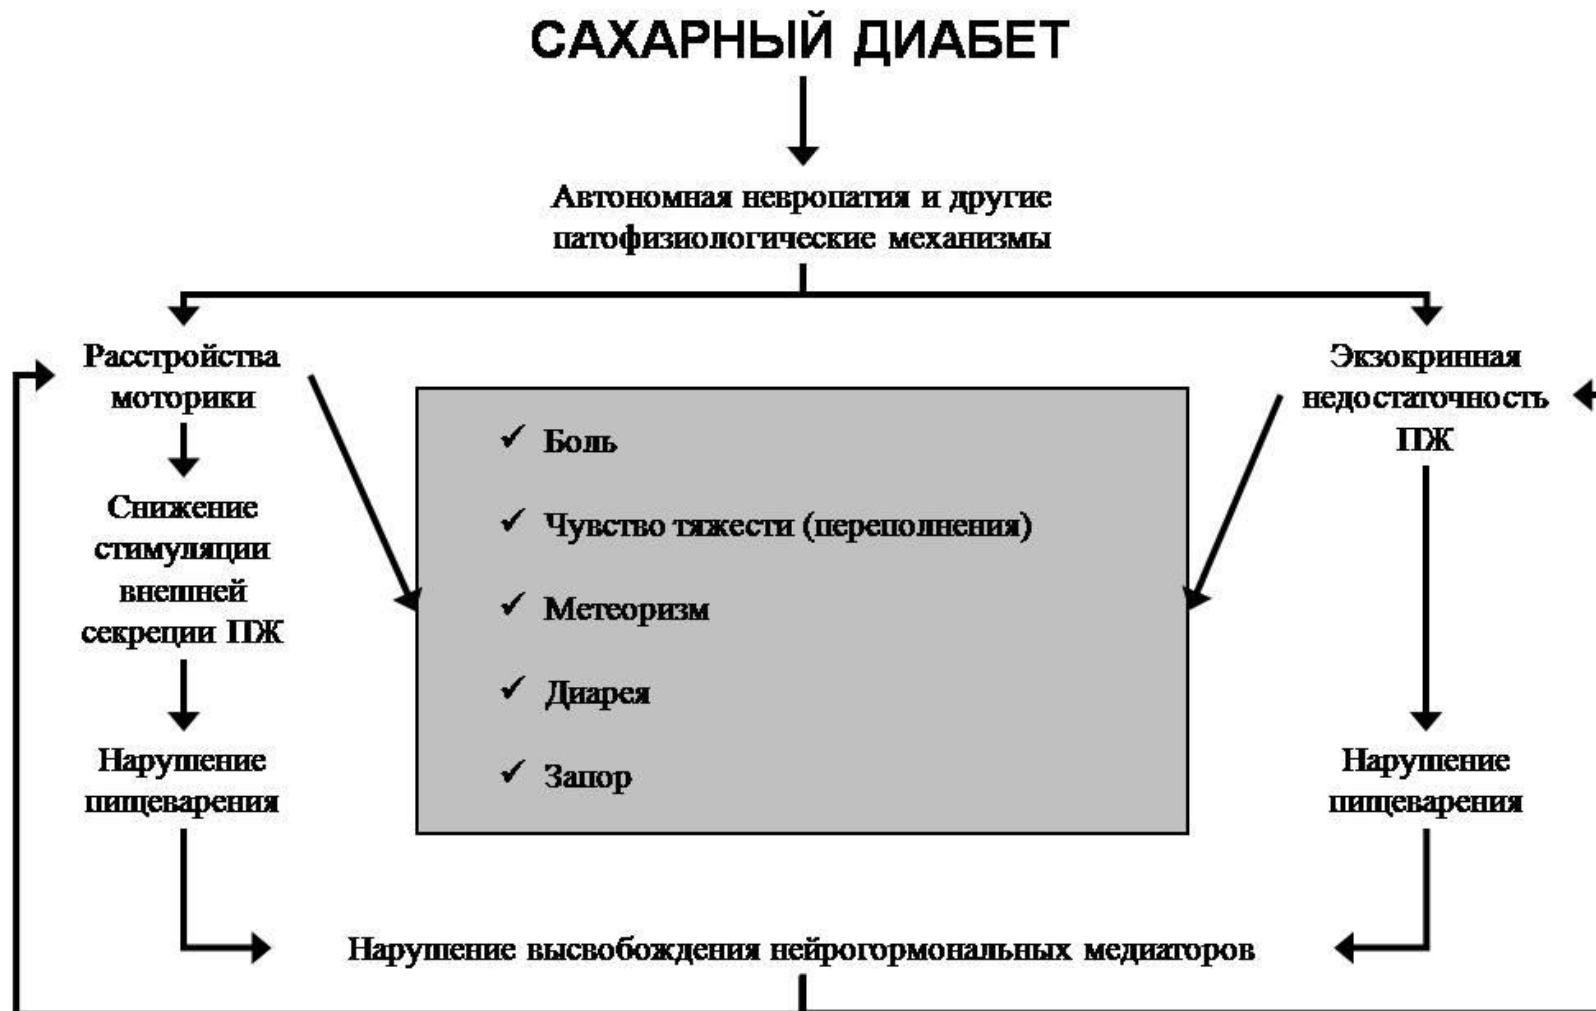 САХАРНЫЙ ДИАБЕТ
Автономная невропатия и другие
патофизиологические механизмы
Расстройства
моторики
Снижение
стимуляции
внешней
секреции ПЖ
Нарушение
пищеварения
✓ Боль
✓ Чувство тяжести (переполнения)
✓ Метеоризм
✓ Диарея
✓ Запор
Экзокринная
недостаточность
ПЖ
Нарушение
пищеварения
Нарушение высвобождения нейрогормональных медиаторов